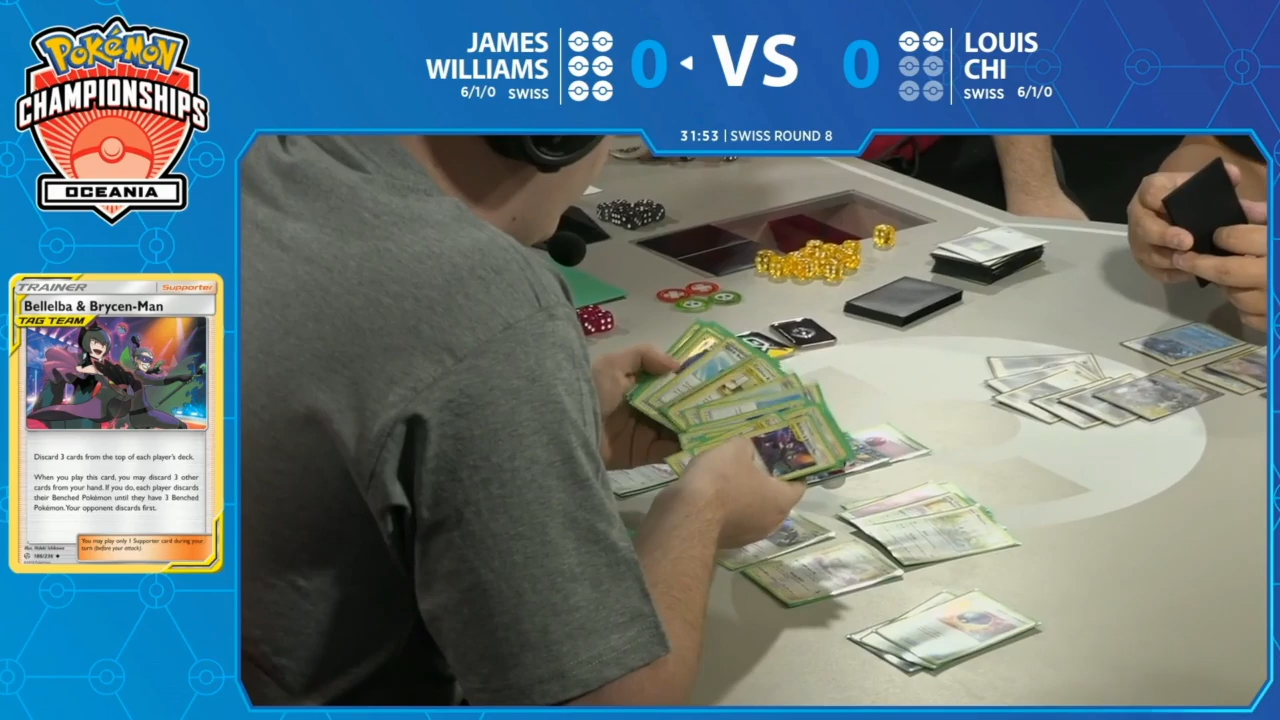 Pokémon
CHAMPIONSHIPS
OCEANIA
JAMES
WILLIAMS
6/1/0 SWISS
0
VS
0
LOUIS
CHI
SWISS 6/1/0
31:53 | SWISS ROUND 8
TRAINER
Supporter
Bellelba & Brycen-Man
TAG TEAM
Discard 3 cards from the top of each player's deck.
When you play this card, you may discard 3 other
cards from your hand. If you do, each player discards
their Benched Pokémon until they have 3 Benched
Pokémon. Your opponent discards first.
You may play only 1 Supporter card during your
turn (before your attack).
186/236
GX